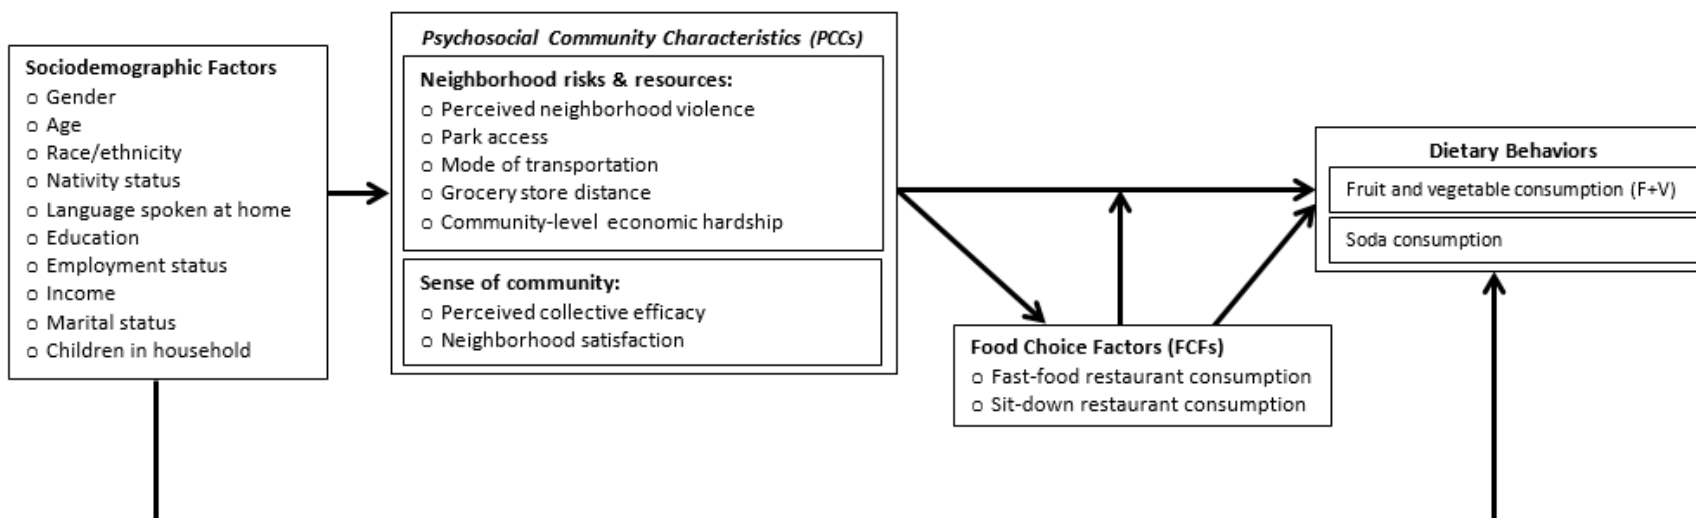 Sociodemographic Factors
o Gender
o Age
o Race/ethnicity
o Nativity status
o Language spoken at home
o Education
o Employment status
o Income
o Marital status
o Children in household
Psychosocial Community Characteristics (PCCs)
Neighborhood risks & resources:
o Perceived neighborhood violence
o Park access
o Mode of transportation
o Grocery store distance
o Community-level economic hardship
Sense of community:
o Perceived collective efficacy
o Neighborhood satisfaction
Food Choice Factors (FCFs)
o Fast-food restaurant consumption
o Sit-down restaurant consumption
Dietary Behaviors
Fruit and vegetable consumption (F+V)
Soda consumption